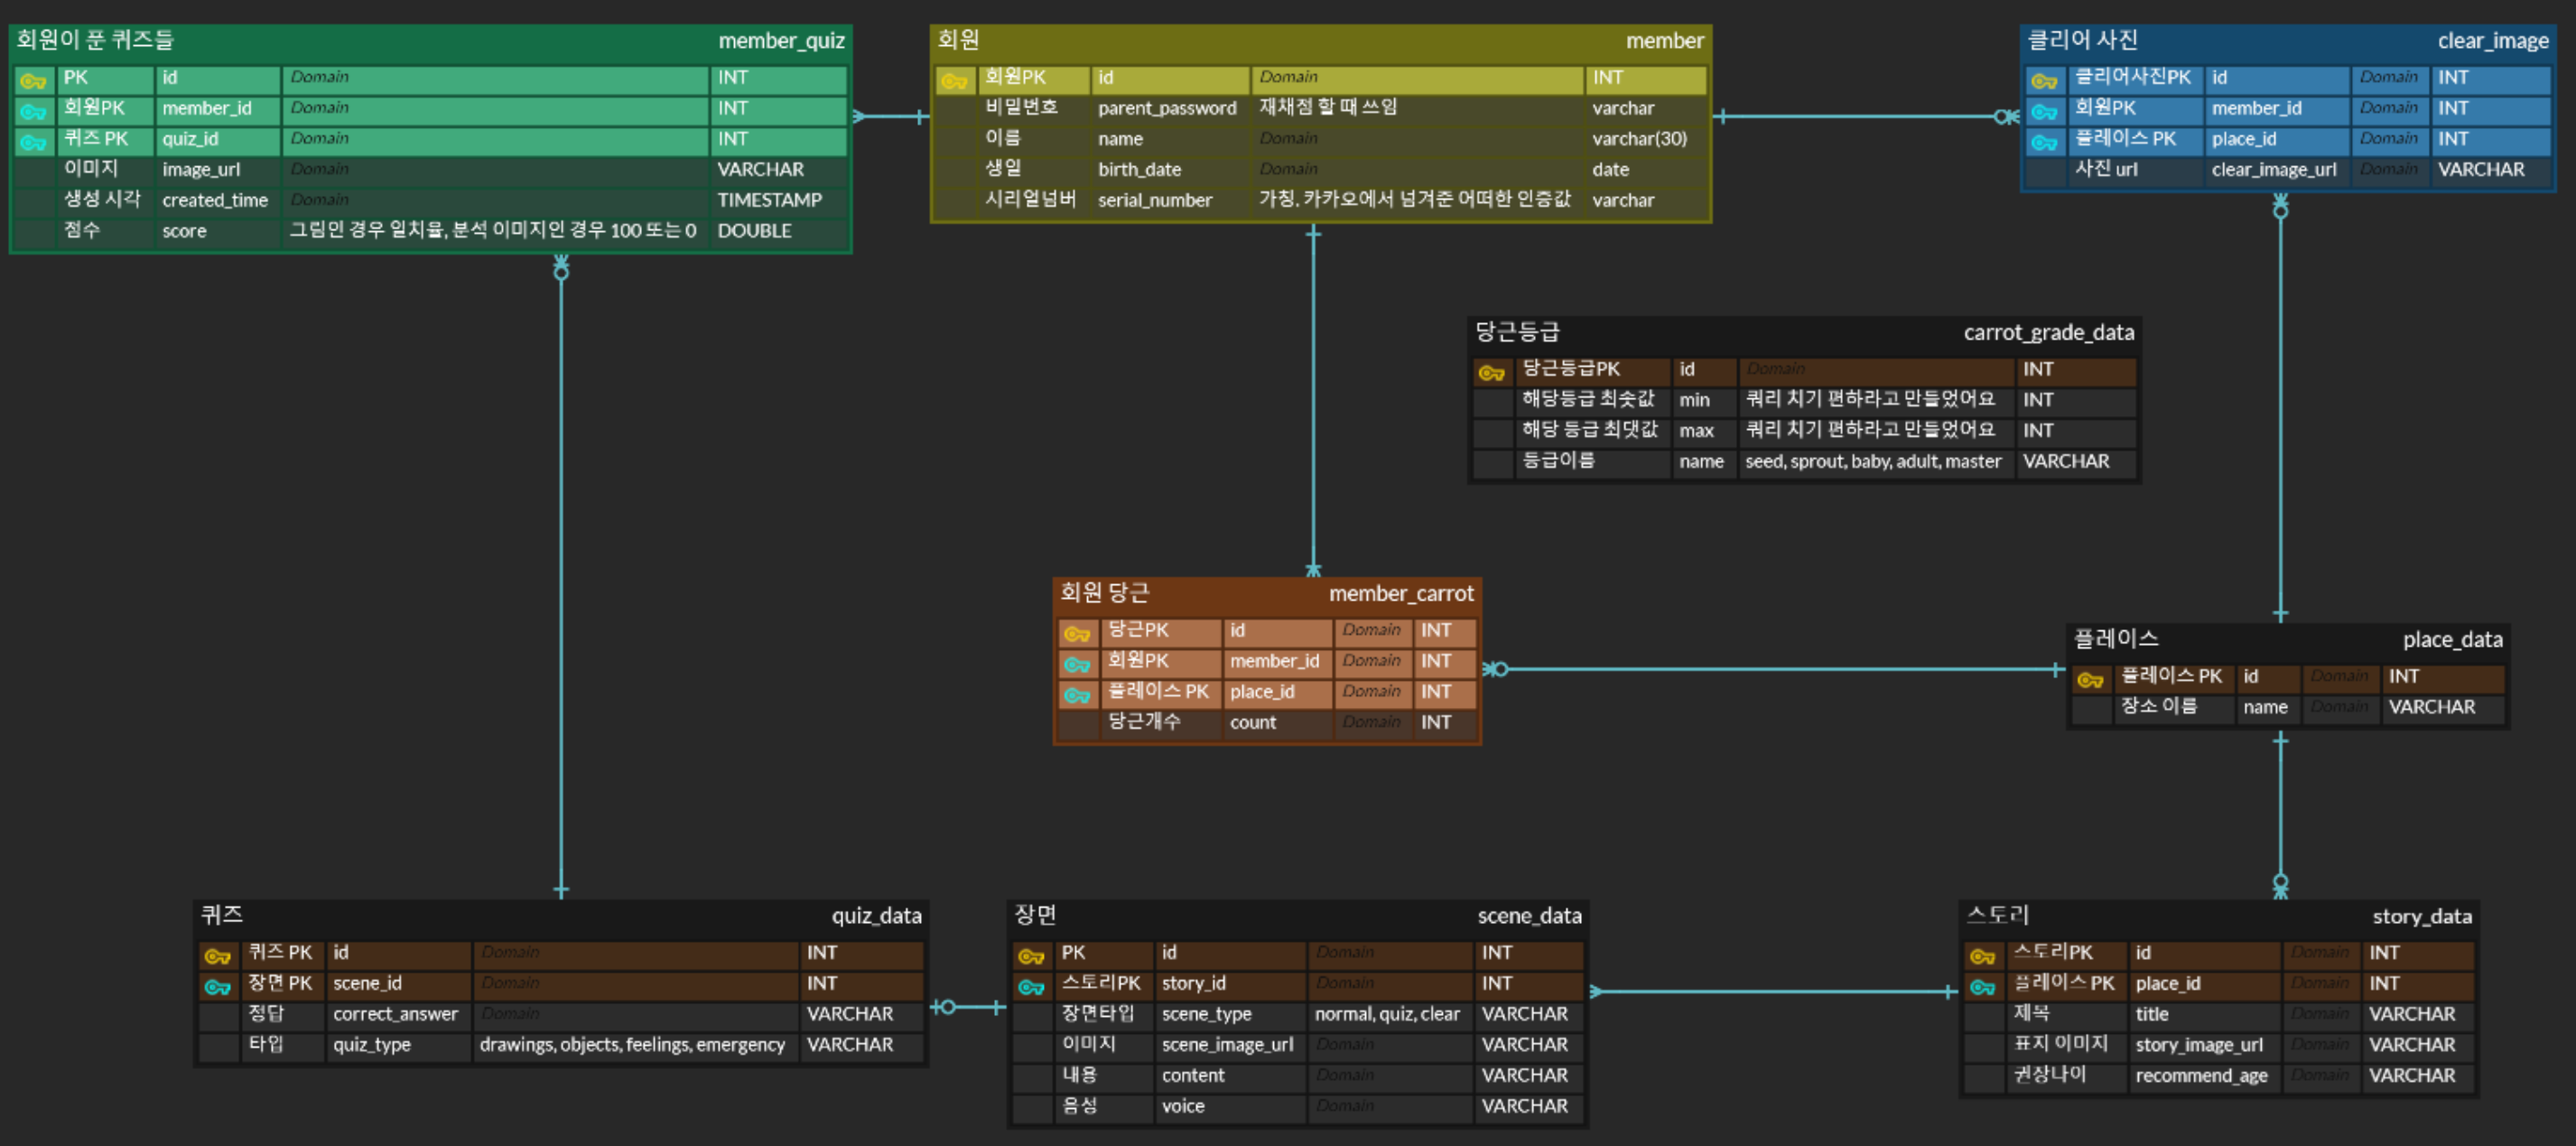 회원이 푼 퀴즈들 member_quiz
PK id Domain INT
회원PK member_id Domain INT
퀴즈 PK quiz_id Domain INT
이미지 image_url Domain VARCHAR
생성 시각 created_time Domain TIMESTAMP
점수 score 그림인 경우 일치율, 분석 이미지인 경우 100 또는 0 DOUBLE
회원 member
회원PK id Domain INT
비밀번호 parent_password 재채점 할 때 쓰임 varchar
이름 name Domain varchar(30)
생일 birth_date Domain date
시리얼넘버 serial_number 가칭. 카카오에서 넘겨준 어떠한 인증값 varchar
클리어 사진 clear_image
클리어사진PK id Domain INT
회원PK member_id Domain INT
플레이스 PK place_id Domain INT
사진 url clear_image_url Domain VARCHAR
당근등급 carrot_grade_data
당근등급PK id Domain INT
해당등급 최솟값 min 쿼리 치기 편하라고 만들었어요 INT
해당 등급 최댓값 max 쿼리 치기 편하라고 만들었어요 INT
등급이름 name seed, sprout, baby, adult, master VARCHAR
회원 당근 member_carrot
당근PK id Domain INT
회원PK member_id Domain INT
플레이스 PK place_id Domain INT
당근개수 count Domain INT
플레이스 place_data
플레이스 PK id Domain INT
장소 이름 name Domain VARCHAR
퀴즈 quiz_data
퀴즈 PK id Domain INT
장면 PK scene_id Domain INT
정답 correct_answer Domain VARCHAR
타입 quiz_type drawings, objects, feelings, emergency VARCHAR
장면 scene_data
PK id Domain INT
스토리PK story_id Domain INT
장면타입 scene_type normal, quiz, clear VARCHAR
이미지 scene_image_url Domain VARCHAR
내용 content Domain VARCHAR
음성 voice Domain VARCHAR
스토리 story_data
스토리PK id Domain INT
플레이스 PK place_id Domain INT
제목 title Domain VARCHAR
표지 이미지 story_image_url Domain VARCHAR
권장나이 recommend_age Domain VARCHAR